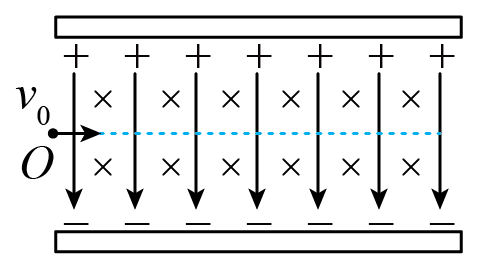 + + + + + + +
× × × × × ×
v₀
O
× × × × × ×
− − − − − − −